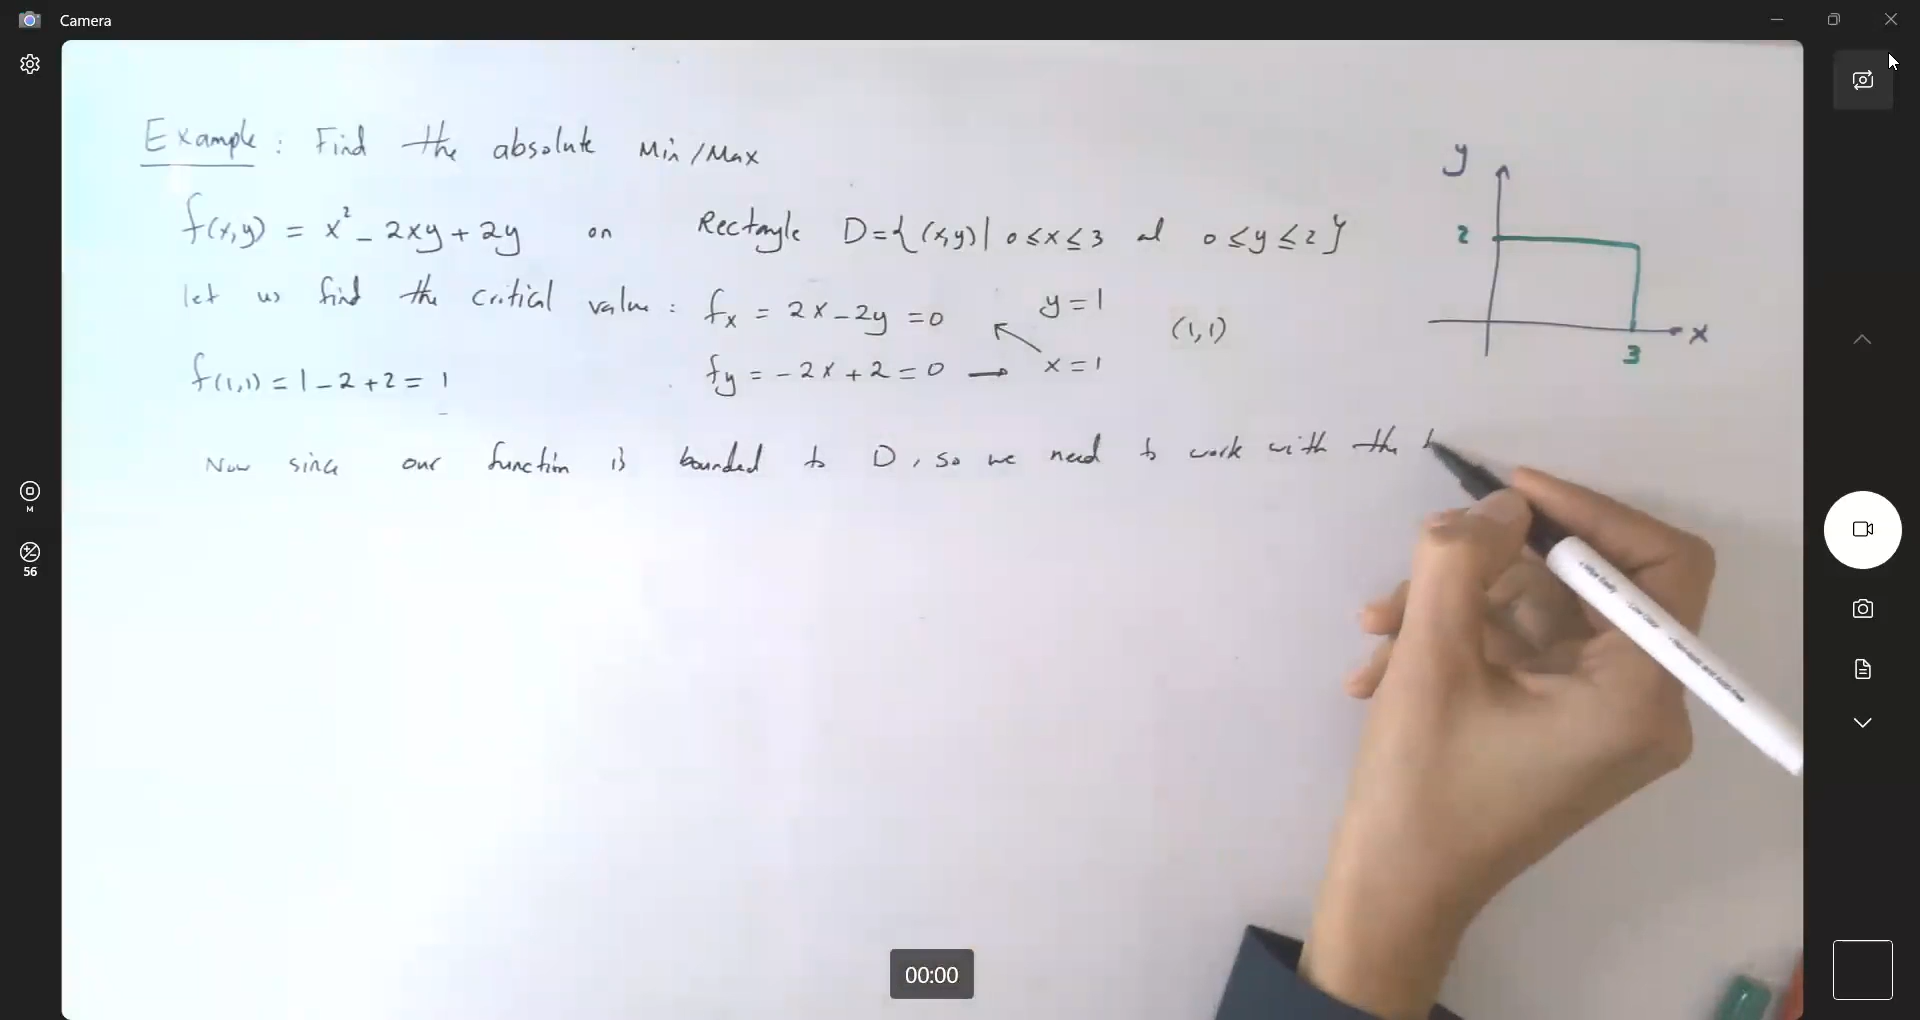 Camera
Example : Find the absolute Min/Max
f(x,y) = x² - 2xy + 2y on Rectangle D={(x,y)| 0≤x≤3 and 0≤y≤2}
let us find the critical value : fx = 2x-2y =0 y=1
(1,1)
f(1,1) = 1-2+2 = 1 fy = -2x+2=0 → x=1
Now since our function is bounded to D, so we need to work with the
y
2
x
3
M
56
00:00